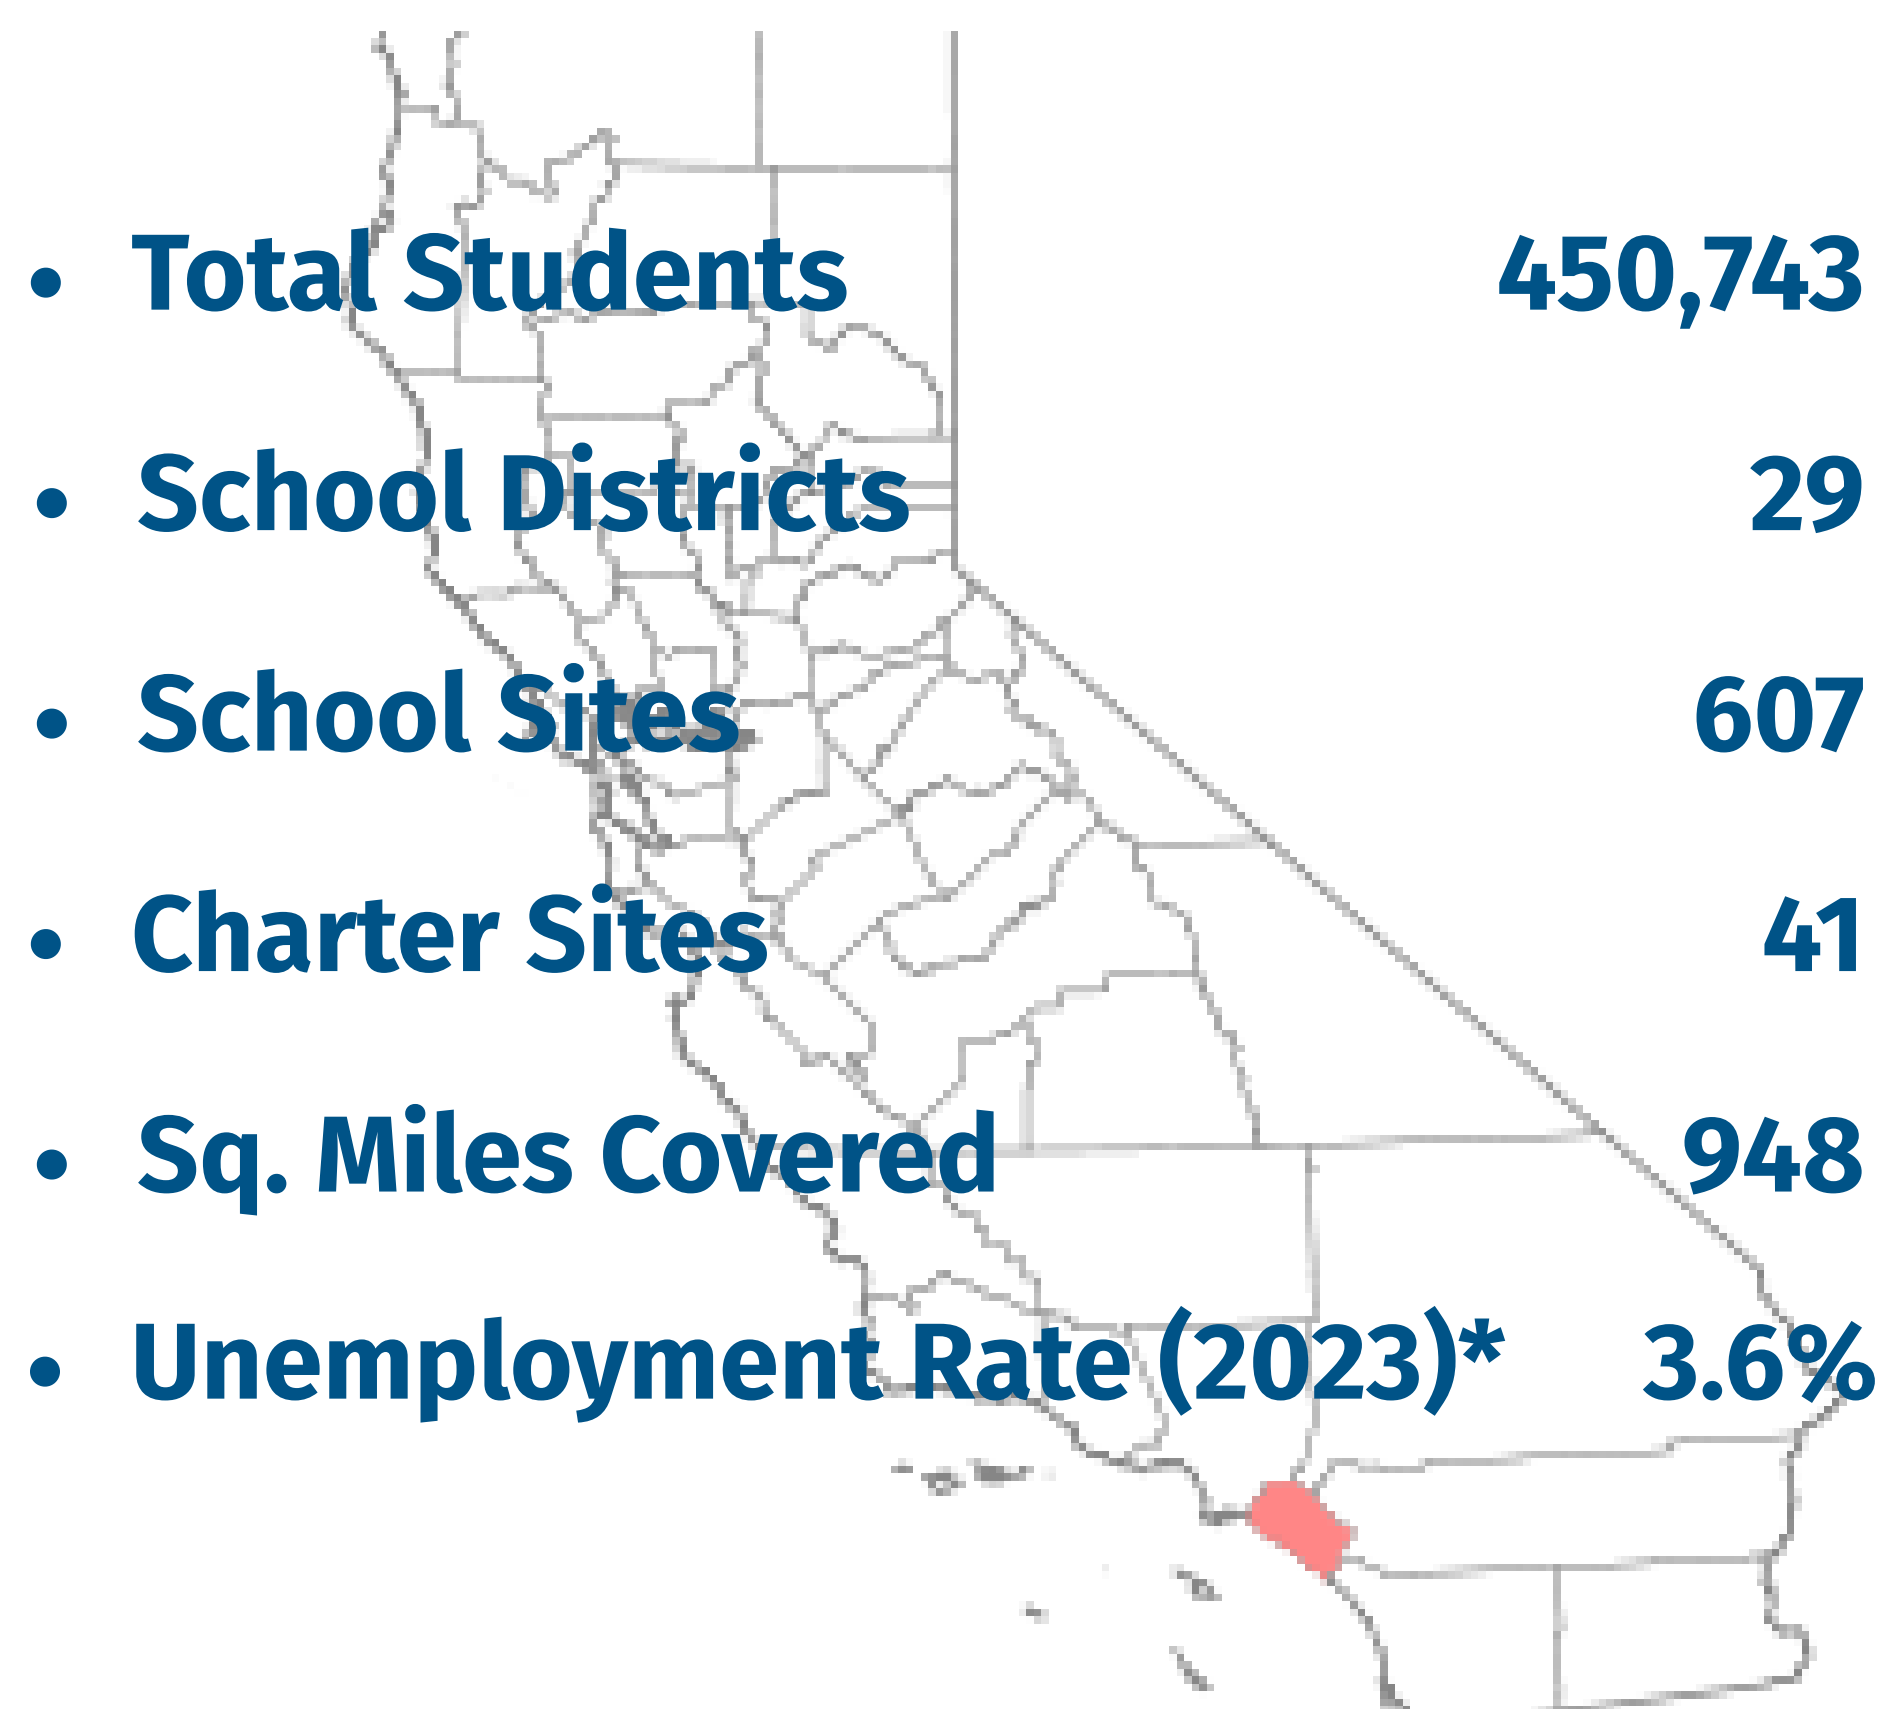 • Total Students 450,743
• School Districts 29
• School Sites 607
• Charter Sites 41
• Sq. Miles Covered 948
• Unemployment Rate (2023)* 3.6%